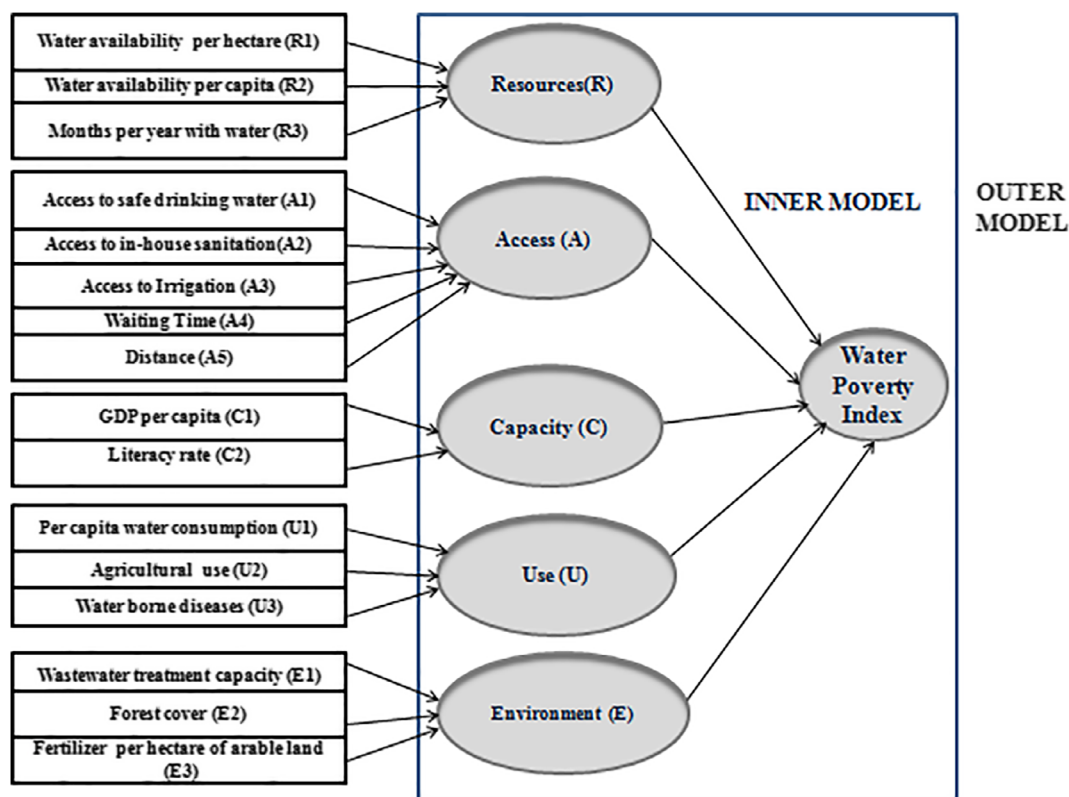 Water availability per hectare (R1)
Water availability per capita (R2)
Months per year with water (R3)
Resources(R)
Access to safe drinking water (A1)
Access to in-house sanitation(A2)
Access to Irrigation (A3)
Waiting Time (A4)
Distance (A5)
Access (A)
INNER MODEL
OUTER
MODEL
GDP per capita (C1)
Literacy rate (C2)
Capacity (C)
Water
Poverty
Index
Per capita water consumption (U1)
Agricultural use (U2)
Water borne diseases (U3)
Use (U)
Wastewater treatment capacity (E1)
Forest cover (E2)
Fertilizer per hectare of arable land
(E3)
Environment (E)